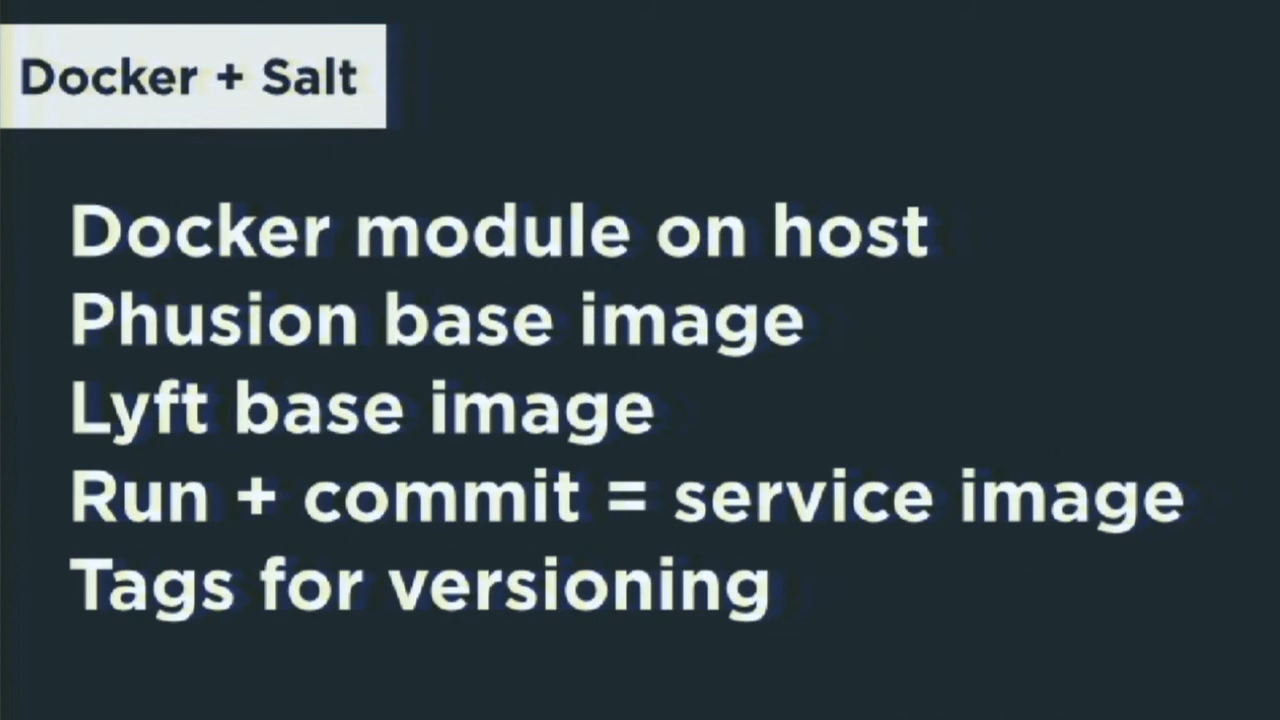 Docker + Salt
Docker module on host
Phusion base image
Lyft base image
Run + commit = service image
Tags for versioning